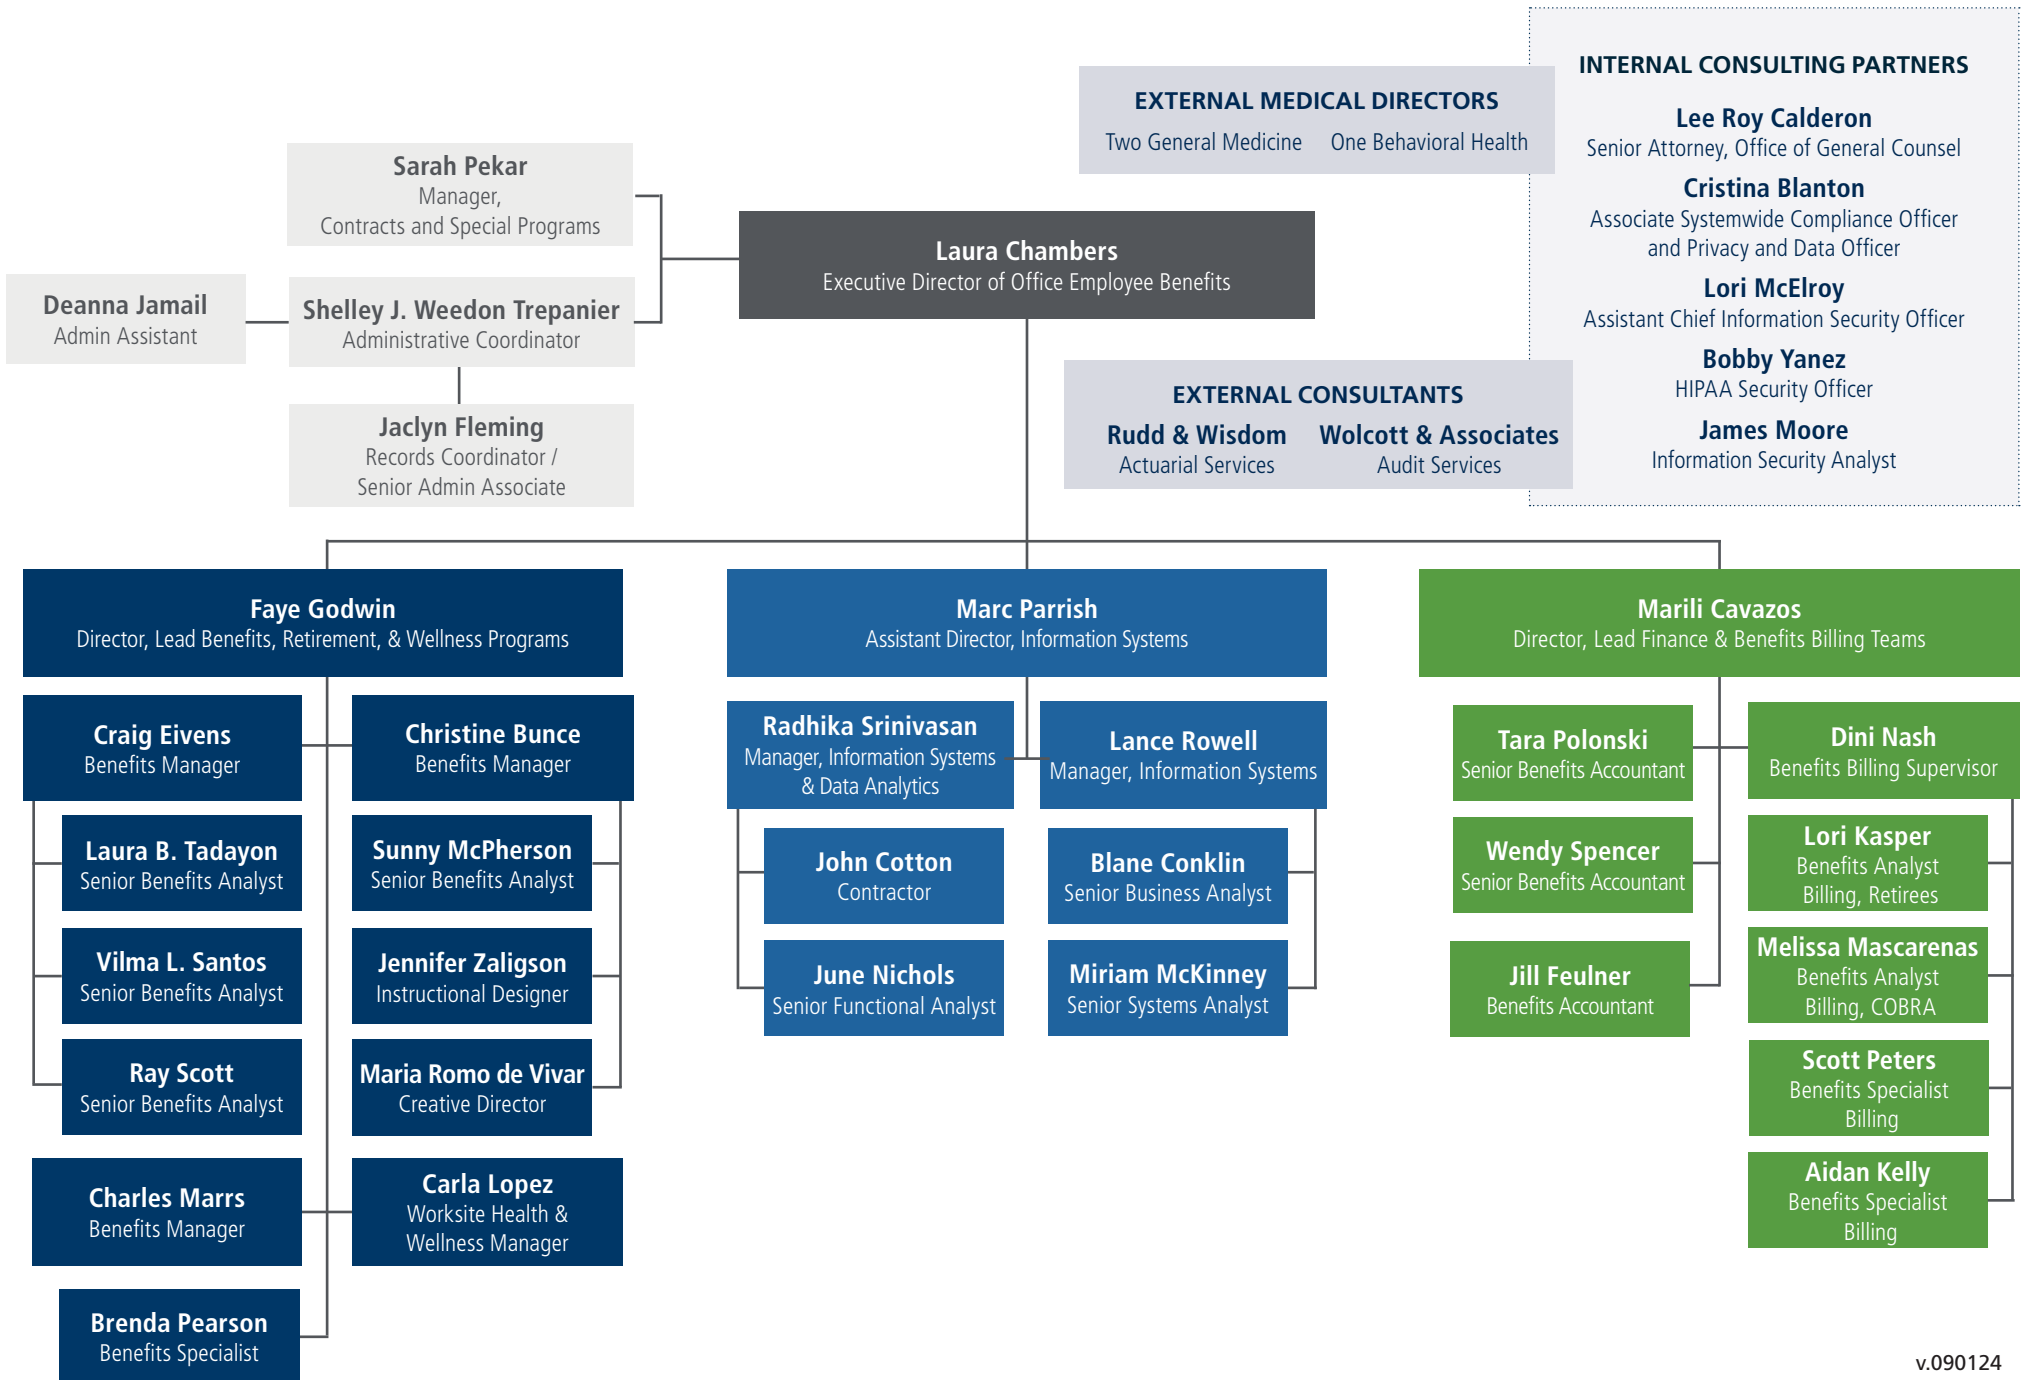 INTERNAL CONSULTING PARTNERS
Lee Roy Calderon
Senior Attorney, Office of General Counsel
Cristina Blanton
Associate Systemwide Compliance Officer
and Privacy and Data Officer
Lori McElroy
Assistant Chief Information Security Officer
Bobby Yanez
HIPAA Security Officer
James Moore
Information Security Analyst
EXTERNAL MEDICAL DIRECTORS
Two General Medicine One Behavioral Health
Sarah Pekar
Manager,
Contracts and Special Programs
Laura Chambers
Executive Director of Office Employee Benefits
Deanna Jamail
Admin Assistant
Shelley J. Weedon Trepanier
Administrative Coordinator
Jaclyn Fleming
Records Coordinator /
Senior Admin Associate
EXTERNAL CONSULTANTS
Rudd & Wisdom
Actuarial Services
Wolcott & Associates
Audit Services
Faye Godwin
Director, Lead Benefits, Retirement, & Wellness Programs
Craig Eivens
Benefits Manager
Christine Bunce
Benefits Manager
Laura B. Tadayon
Senior Benefits Analyst
Sunny McPherson
Senior Benefits Analyst
Vilma L. Santos
Senior Benefits Analyst
Jennifer Zaligson
Instructional Designer
Ray Scott
Senior Benefits Analyst
Maria Romo de Vivar
Creative Director
Charles Marrs
Benefits Manager
Carla Lopez
Worksite Health &
Wellness Manager
Brenda Pearson
Benefits Specialist
Marc Parrish
Assistant Director, Information Systems
Radhika Srinivasan
Manager, Information Systems
& Data Analytics
Lance Rowell
Manager, Information Systems
John Cotton
Contractor
Blane Conklin
Senior Business Analyst
June Nichols
Senior Functional Analyst
Miriam McKinney
Senior Systems Analyst
Marili Cavazos
Director, Lead Finance & Benefits Billing Teams
Tara Polonski
Senior Benefits Accountant
Dini Nash
Benefits Billing Supervisor
Wendy Spencer
Senior Benefits Accountant
Lori Kasper
Benefits Analyst
Billing, Retirees
Jill Feulner
Benefits Accountant
Melissa Mascarenas
Benefits Analyst
Billing, COBRA
Scott Peters
Benefits Specialist
Billing
Aidan Kelly
Benefits Specialist
Billing
v.090124